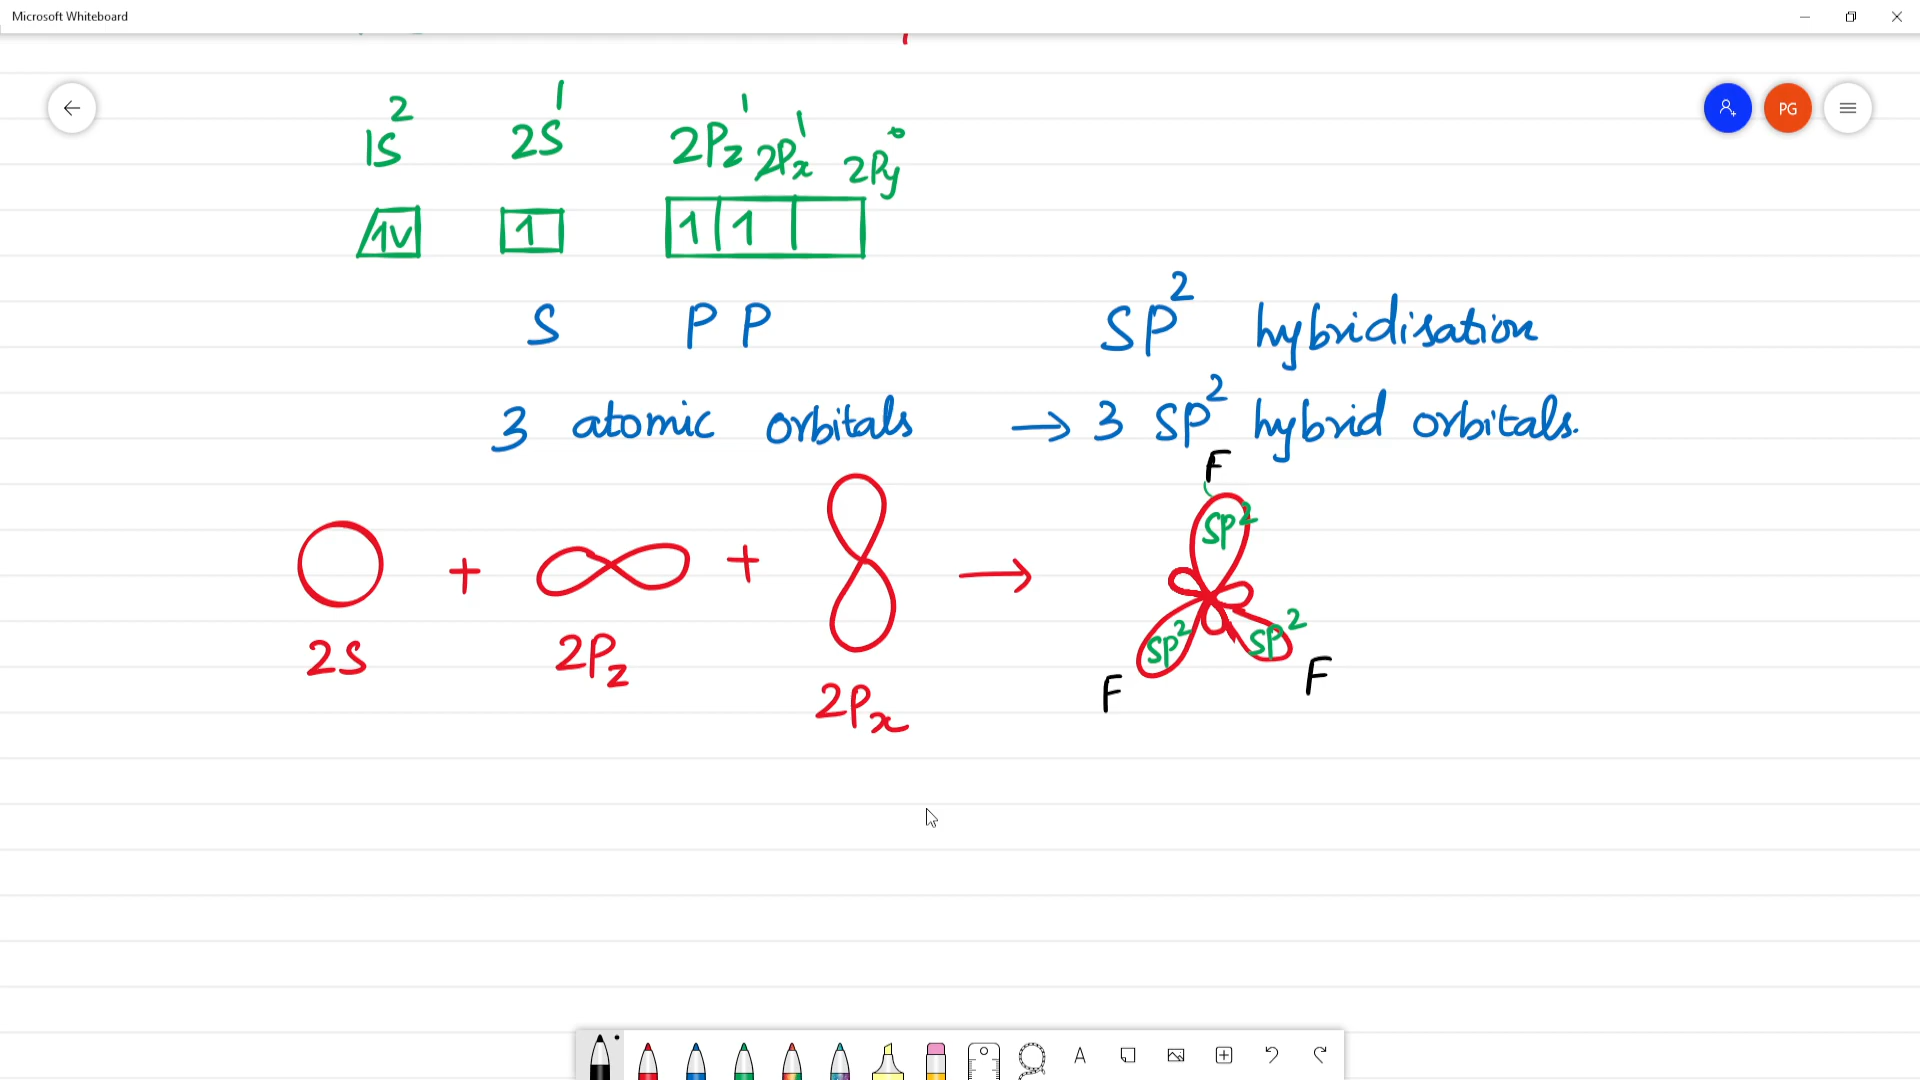 Microsoft Whiteboard
PG
1S² 2S¹ 2Pz¹ 2Px¹ 2Py⁰
1 1 1
S P P SP² hybridisation
3 atomic orbitals → 3 SP² hybrid orbitals.
F
SP²
+ + →
SP² SP²
2S 2Pz
F F
2Px
A